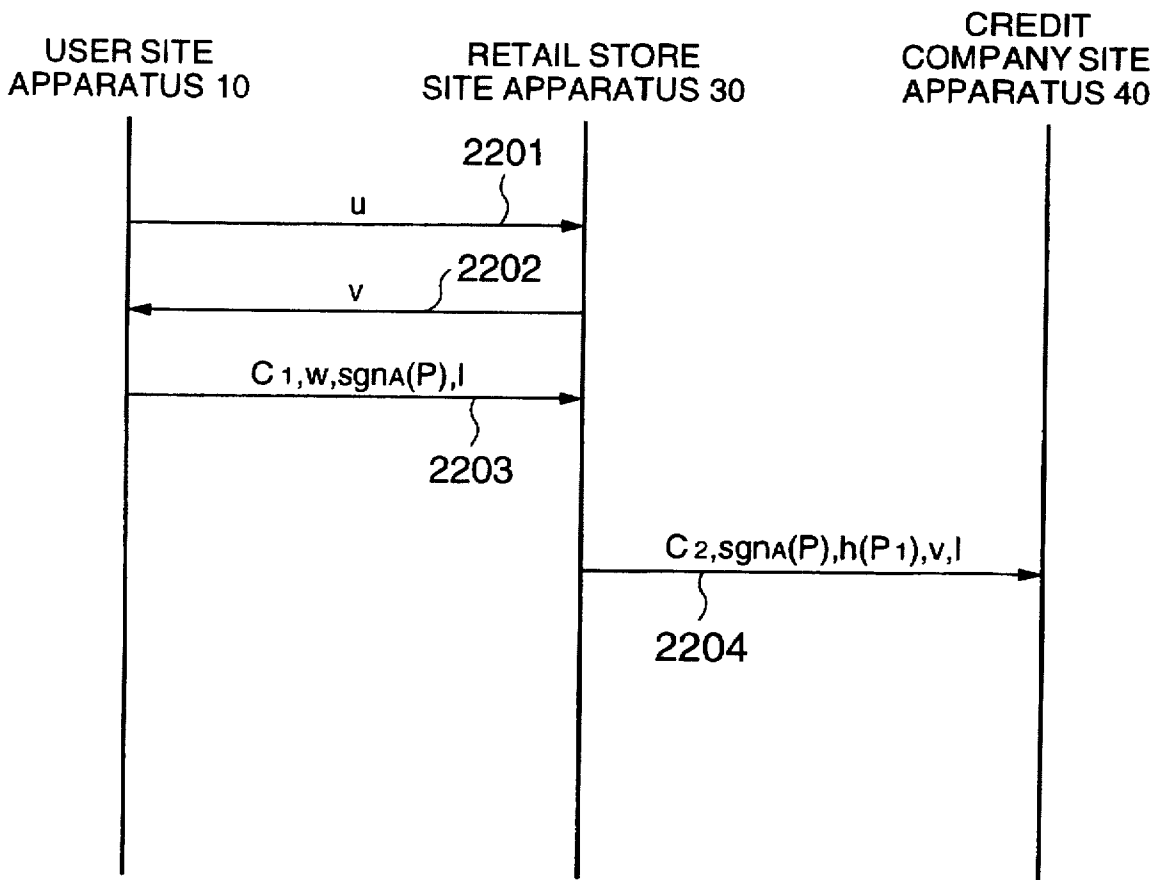 USER SITE
APPARATUS 10
RETAIL STORE
SITE APPARATUS 30
CREDIT
COMPANY SITE
APPARATUS 40
2201
u
2202
v
C1,w,sgnA(P),I
2203
C2,sgnA(P),h(P1),v,I
2204